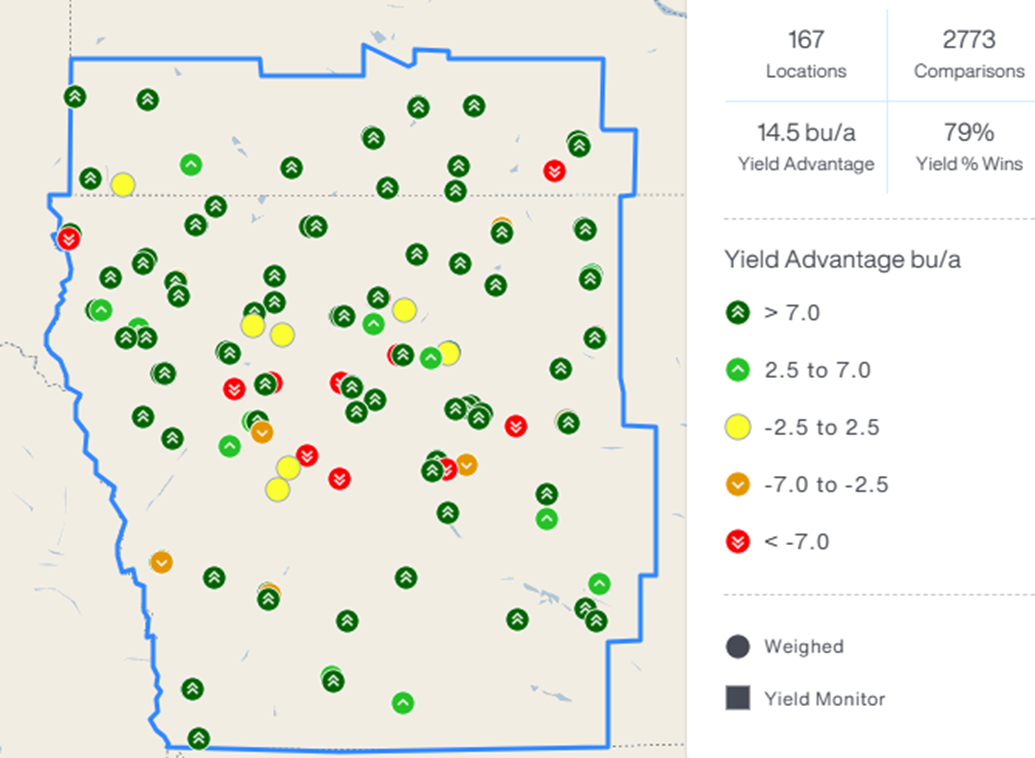 167
Locations
2773
Comparisons
14.5 bu/a
Yield Advantage
79%
Yield % Wins
Yield Advantage bu/a
> 7.0
2.5 to 7.0
-2.5 to 2.5
-7.0 to -2.5
< -7.0
Weighed
Yield Monitor